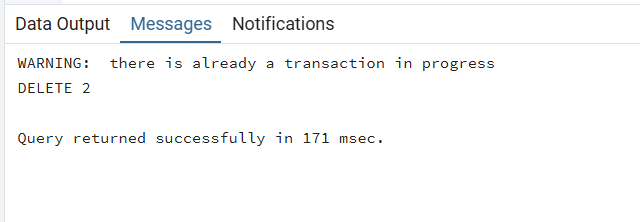 Data Output Messages Notifications
WARNING:  there is already a transaction in progress
DELETE 2
Query returned successfully in 171 msec.